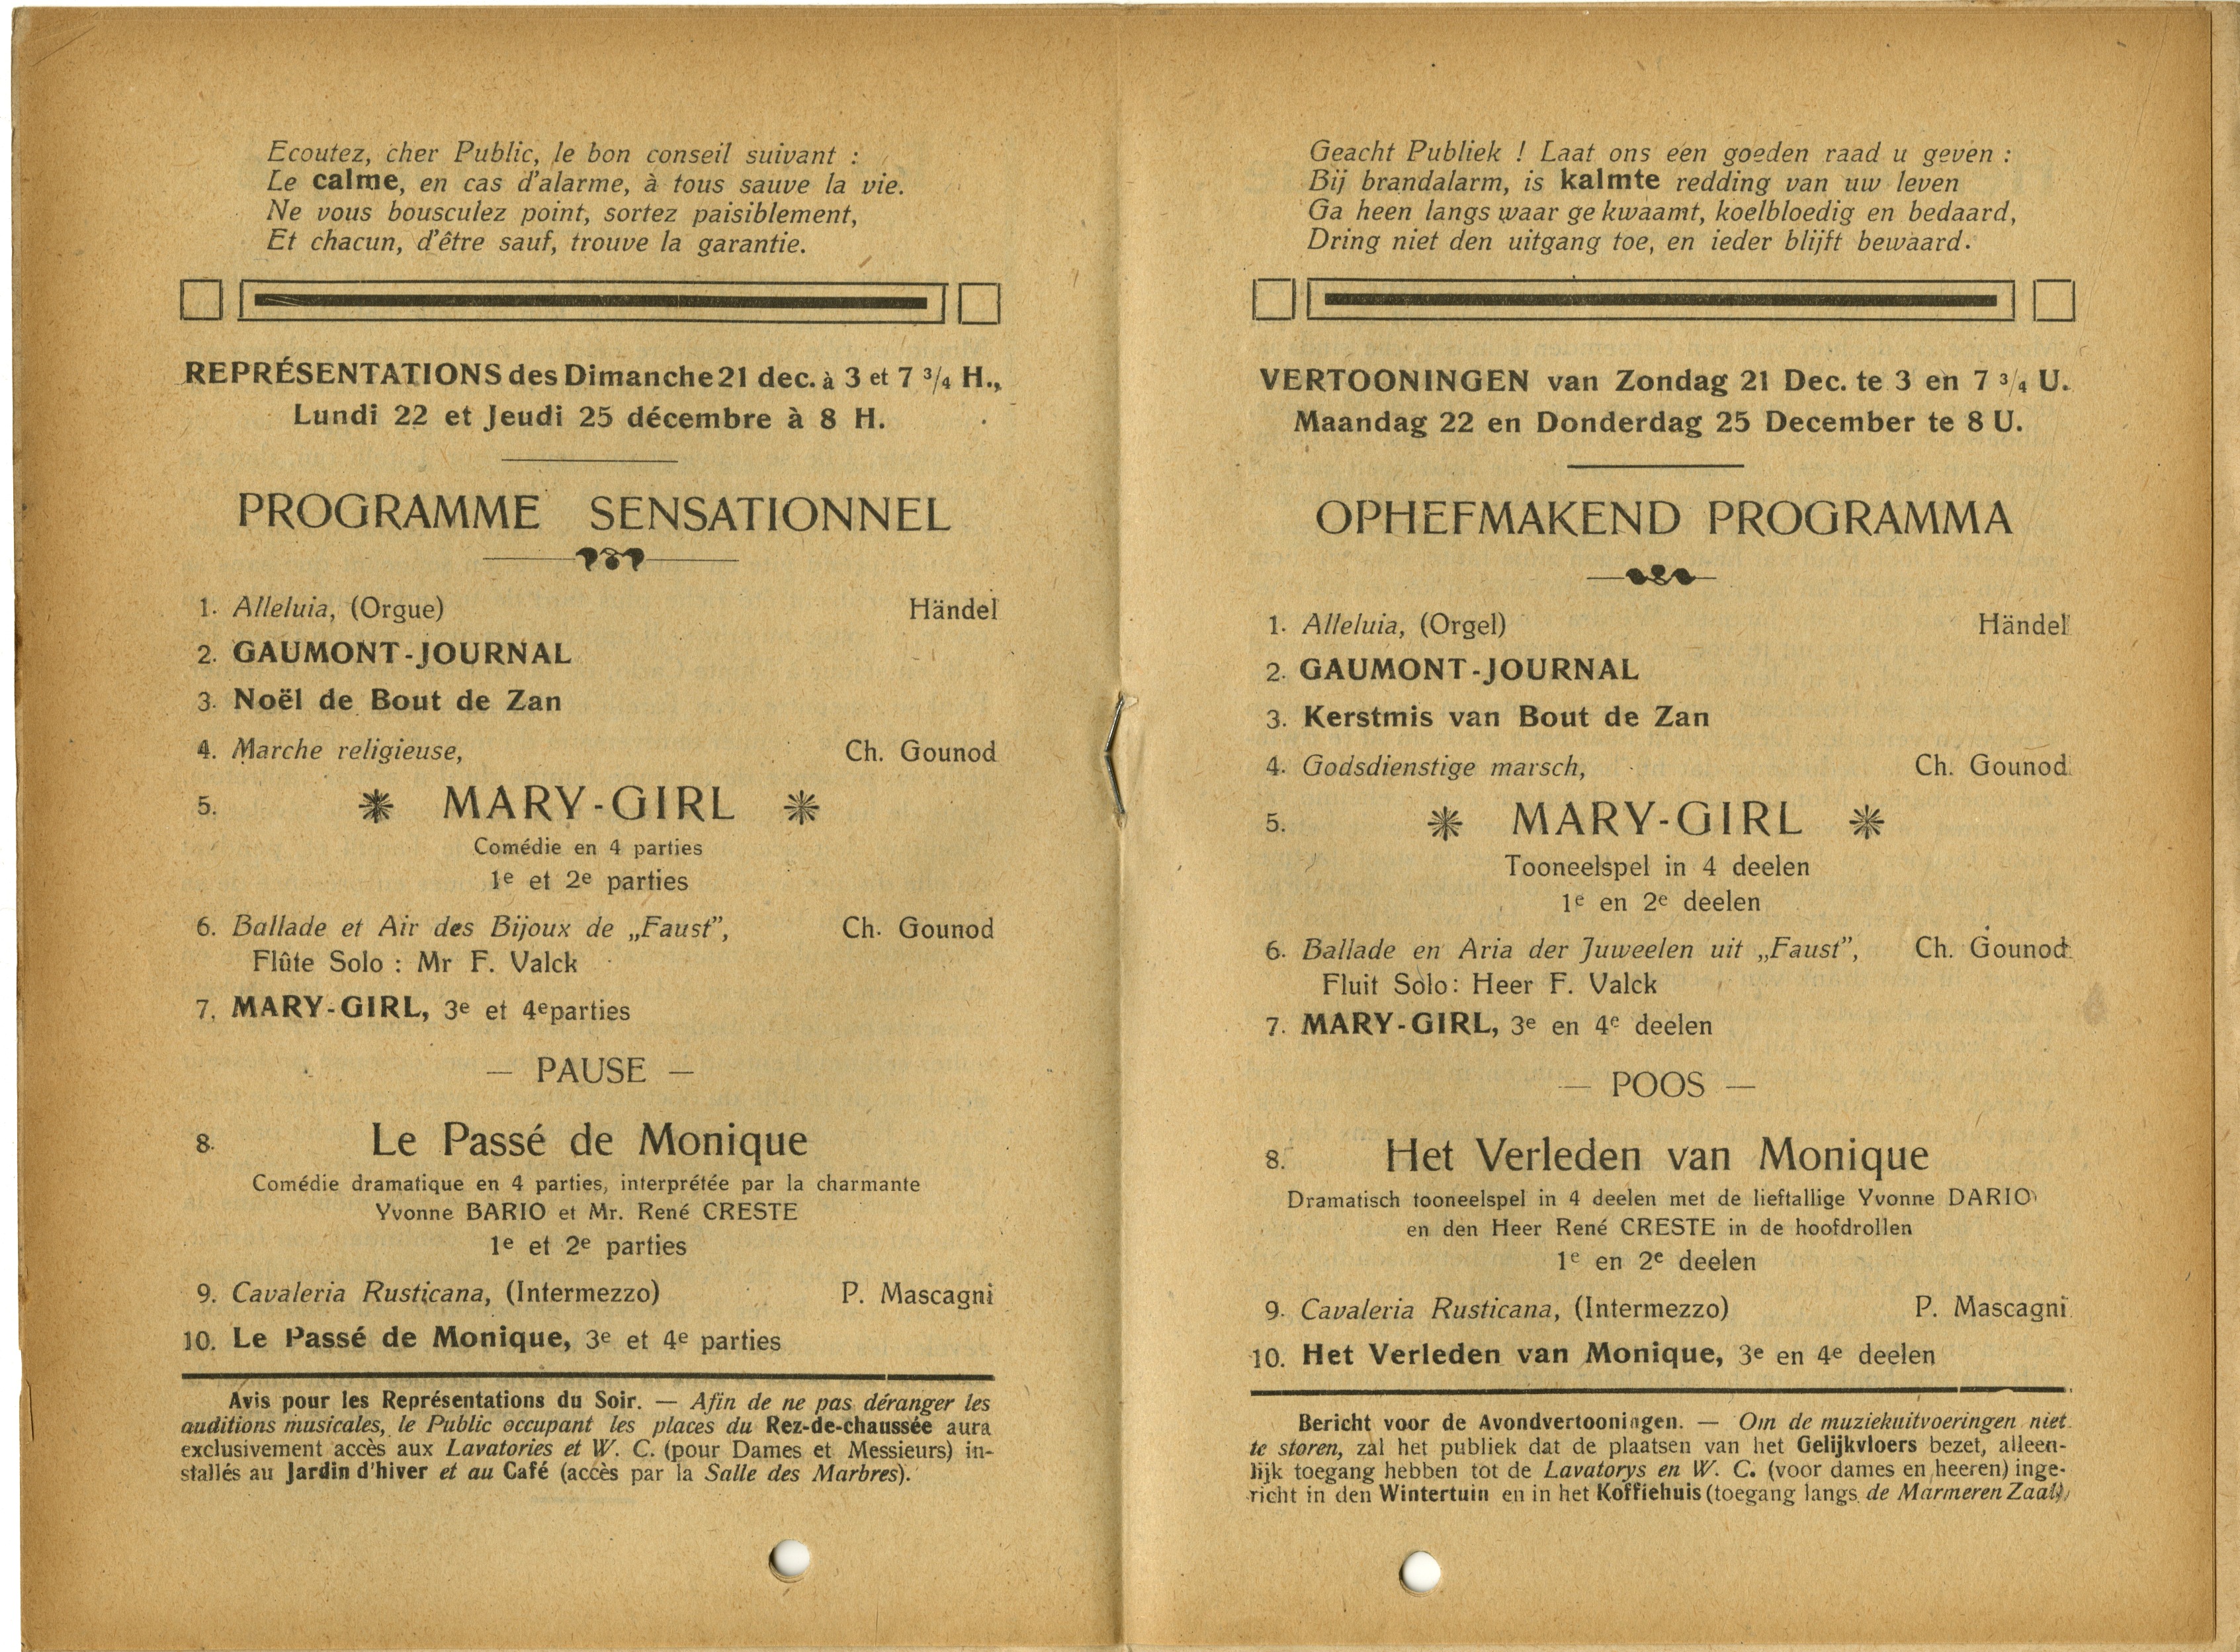 Ecoutez, cher Public, le bon conseil suivant :
Le calme, en cas d'alarme, à tous sauve la vie.
Ne vous bousculez point, sortez paisiblement,
Et chacun, d'être sauf, trouve la garantie.
REPRÉSENTATIONS des Dimanche 21 dec. à 3 et 7 3/4 H.,
Lundi 22 et Jeudi 25 décembre à 8 H.
PROGRAMME SENSATIONNEL
1. Alleluia, (Orgue) Händel
2. GAUMONT-JOURNAL
3. Noël de Bout de Zan
4. Marche religieuse, Ch. Gounod
5. MARY-GIRL
Comédie en 4 parties
1e et 2e parties
6. Ballade et Air des Bijoux de „Faust”, Ch. Gounod
Flûte Solo : Mr F. Valck
7. MARY-GIRL, 3e et 4e parties
— PAUSE —
8. Le Passé de Monique
Comédie dramatique en 4 parties, interprétée par la charmante
Yvonne BARIO et Mr. René CRESTE
1e et 2e parties
9. Cavaleria Rusticana, (Intermezzo) P. Mascagni
10. Le Passé de Monique, 3e et 4e parties
Avis pour les Représentations du Soir. — Afin de ne pas déranger les
auditions musicales, le Public occupant les places du Rez-de-chaussée aura
exclusivement accès aux Lavatories et W. C. (pour Dames et Messieurs) in-
stallés au Jardin d'hiver et au Café (accès par la Salle des Marbres).
Geacht Publiek ! Laat ons een goeden raad u geven :
Bij brandalarm, is kalmte redding van uw leven
Ga heen langs waar ge kwaamt, koelbloedig en bedaard,
Dring niet den uitgang toe, en ieder blijft bewaard.
VERTOONINGEN van Zondag 21 Dec. te 3 en 7 3/4 U.
Maandag 22 en Donderdag 25 December te 8 U.
OPHEFMAKEND PROGRAMMA
1. Alleluia, (Orgel) Händel
2. GAUMONT-JOURNAL
3. Kerstmis van Bout de Zan
4. Godsdienstige marsch, Ch. Gounod
5. MARY-GIRL
Tooneelspel in 4 deelen
1e en 2e deelen
6. Ballade en Aria der Juweelen uit „Faust”, Ch. Gounod
Fluit Solo: Heer F. Valck
7. MARY-GIRL, 3e en 4e deelen
— POOS —
8. Het Verleden van Monique
Dramatisch tooneelspel in 4 deelen met de lieftallige Yvonne DARIO
en den Heer René CRESTE in de hoofdrollen
1e en 2e deelen
9. Cavaleria Rusticana, (Intermezzo) P. Mascagni
10. Het Verleden van Monique, 3e en 4e deelen
Bericht voor de Avondvertooningen. — Om de muziekuitvoeringen niet
te storen, zal het publiek dat de plaatsen van het Gelijkvloers bezet, alleen-
lijk toegang hebben tot de Lavatorys en W. C. (voor dames en heeren) inge-
richt in den Wintertuin en in het Koffiehuis (toegang langs de Marmeren Zaal).